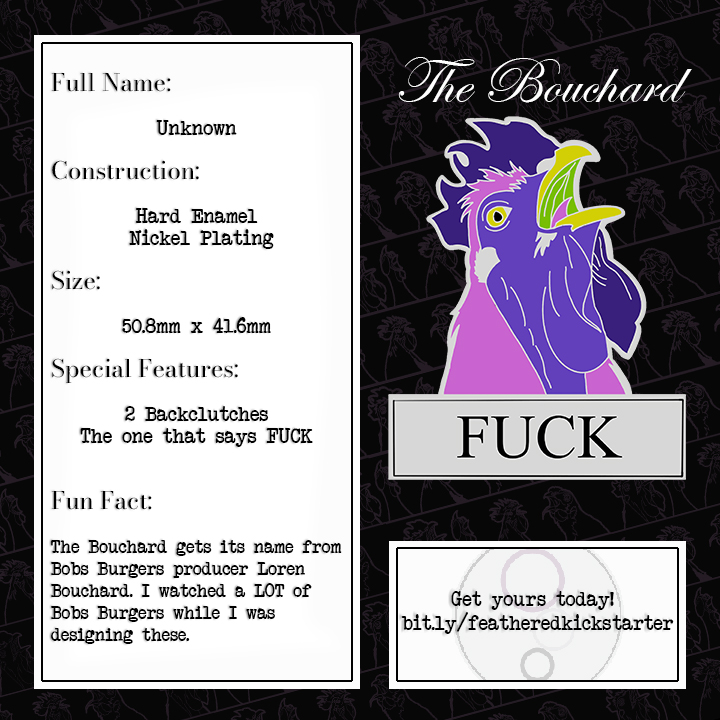 Full Name:
Unknown
Construction:
Hard Enamel
Nickel Plating
Size:
50.8mm x 41.6mm
Special Features:
2 Backclutches
The one that says FUCK
Fun Fact:
The Bouchard gets its name from
Bobs Burgers producer Loren
Bouchard. I watched a LOT of
Bobs Burgers while I was
designing these.
The Bouchard
FUCK
Get yours today!
bit.ly/featheredkickstarter